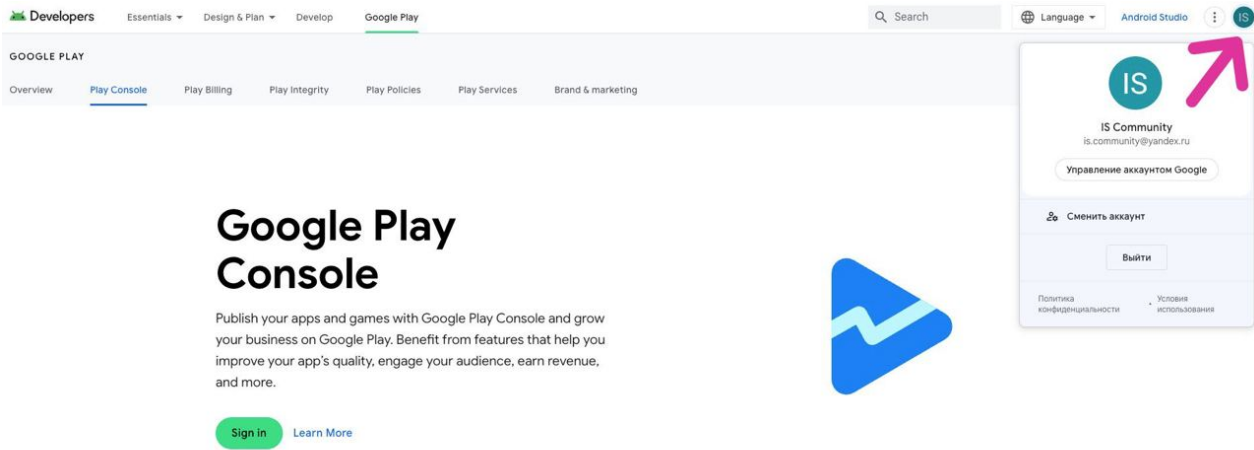 Developers Essentials Design & Plan Develop Google Play Search Language Android Studio IS
GOOGLE PLAY
Overview Play Console Play Billing Play Integrity Play Policies Play Services Brand & marketing
IS
IS Community
is.community@yandex.ru
Управление аккаунтом Google
Сменить аккаунт
Выйти
Политика
конфиденциальности
Условия
использования
Google Play
Console
Publish your apps and games with Google Play Console and grow
your business on Google Play. Benefit from features that help you
improve your app's quality, engage your audience, earn revenue,
and more.
Sign in Learn More